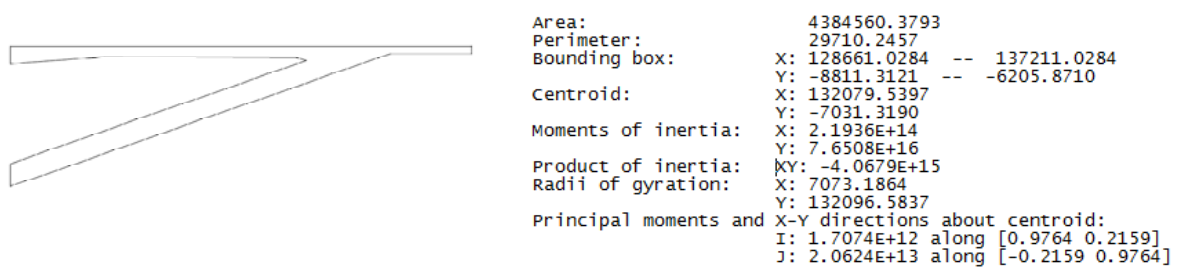 Area: 4384560.3793
Perimeter: 29710.2457
Bounding box: X: 128661.0284 -- 137211.0284
Y: -8811.3121 -- -6205.8710
Centroid: X: 132079.5397
Y: -7031.3190
Moments of inertia: X: 2.1936E+14
Y: 7.6508E+16
Product of inertia: XY: -4.0679E+15
Radii of gyration: X: 7073.1864
Y: 132096.5837
Principal moments and X-Y directions about centroid:
I: 1.7074E+12 along [0.9764 0.2159]
J: 2.0624E+13 along [-0.2159 0.9764]